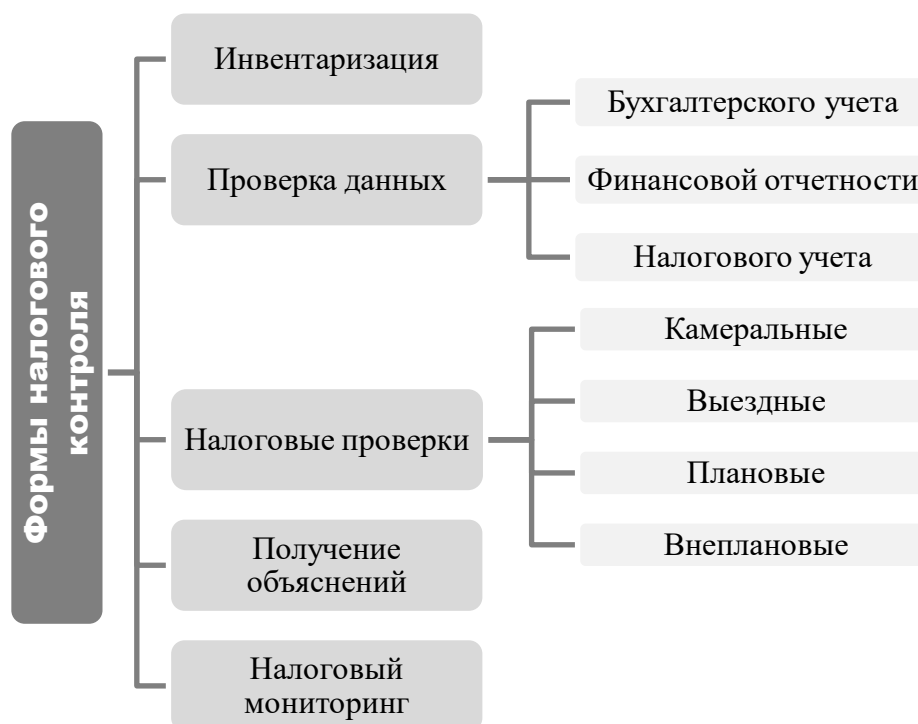 Формы налогового
контроля
Инвентаризация
Проверка данных
Бухгалтерского учета
Финансовой отчетности
Налогового учета
Налоговые проверки
Камеральные
Выездные
Плановые
Внеплановые
Получение
объяснений
Налоговый
мониторинг